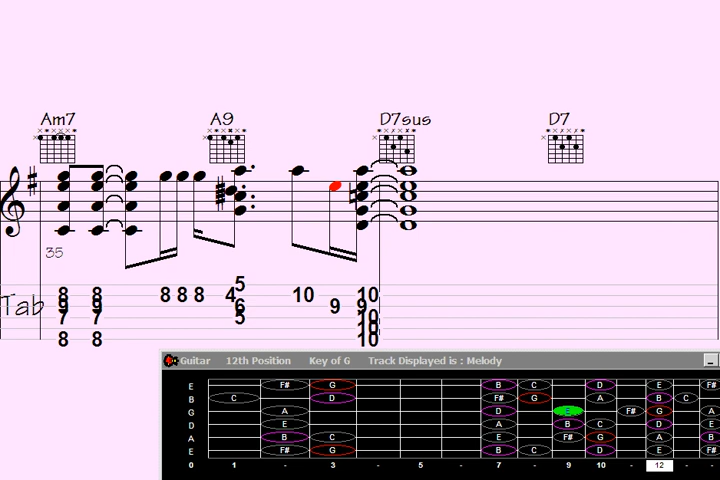 Am7 A9 D7sus D7
35
5
8 8 8 8 8 4 10 10
Tab 9 9 6 9 9
7 7 5 10
10
8 8 10
Guitar 12th Position Key of G Track Displayed is : Melody
E F# G B C D E G
B C D F# G A B C
G A D E F# G A
D E A B C D E
A B C E F# G A B
E F# G B C D E
0 1 - 3 - 5 - 7 - 9 10 - 12 - -